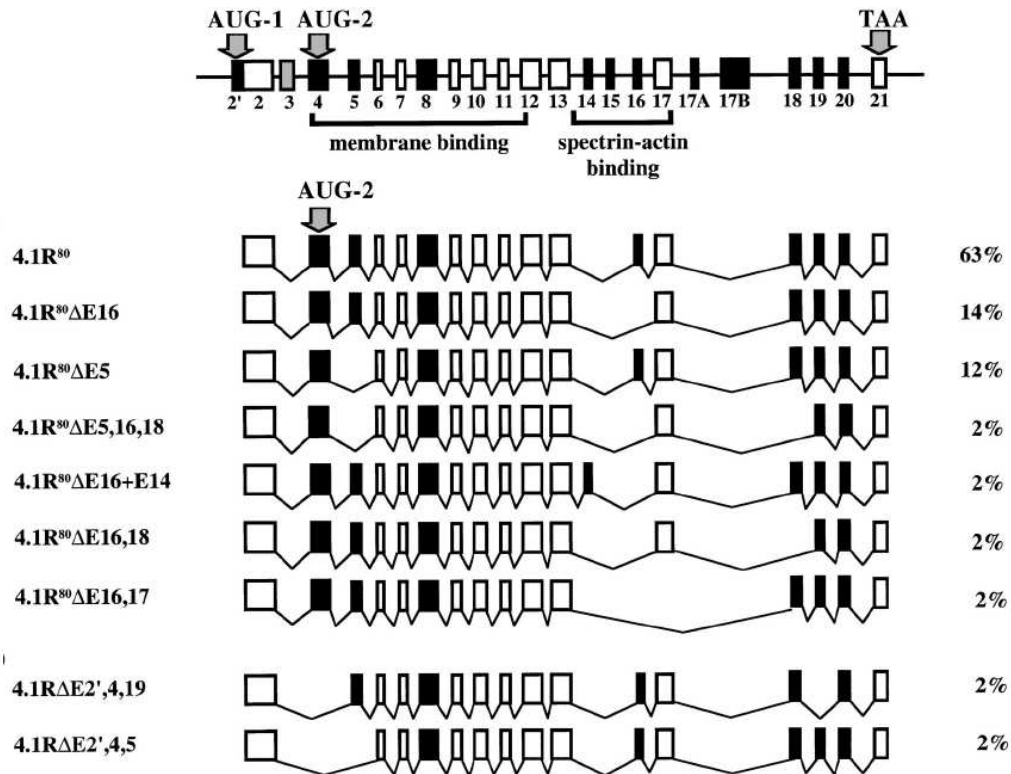 AUG-1 AUG-2 TAA
2' 2 3 4 5 6 7 8 9 10 11 12 13 14 15 16 17 17A 17B 18 19 20 21
membrane binding spectrin-actin
binding
AUG-2
4.1R⁸⁰ 63%
4.1R⁸⁰ΔE16 14%
4.1R⁸⁰ΔE5 12%
4.1R⁸⁰ΔE5,16,18 2%
4.1R⁸⁰ΔE16+E14 2%
4.1R⁸⁰ΔE16,18 2%
4.1R⁸⁰ΔE16,17 2%
4.1RΔE2',4,19 2%
4.1RΔE2',4,5 2%